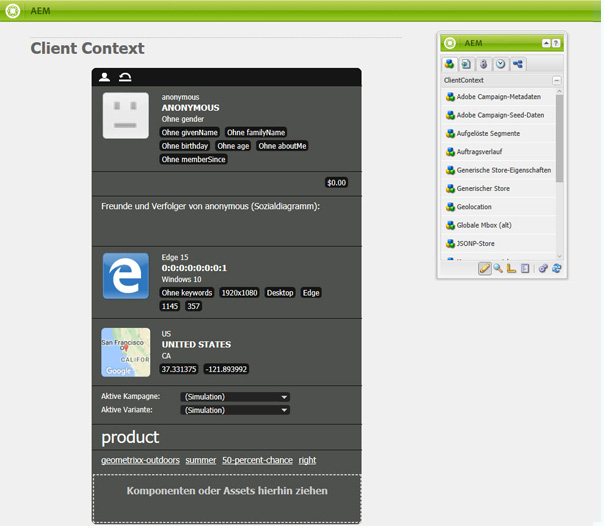 AEM
Client Context
anonymous
ANONYMOUS
Ohne gender
Ohne givenName Ohne familyName
Ohne birthday Ohne age Ohne aboutMe
Ohne memberSince
$0.00
Freunde und Verfolger von anonymous (Sozialdiagramm):
Edge 15
0:0:0:0:0:0:0:1
Windows 10
Ohne keywords 1920x1080 Desktop Edge
1145 357
San Francisco
CALIFOR
Google
US
UNITED STATES
CA
37.331375 -121.893992
Aktive Kampagne: (Simulation)
Aktive Variante: (Simulation)
product
geometrixx-outdoors summer 50-percent-chance right
Komponenten oder Assets hierhin ziehen
AEM
ClientContext
Adobe Campaign-Metadaten
Adobe Campaign-Seed-Daten
Aufgelöste Segmente
Auftragsverlauf
Generische Store-Eigenschaften
Generischer Store
Geolocation
Globale Mbox (alt)
JSONP-Store